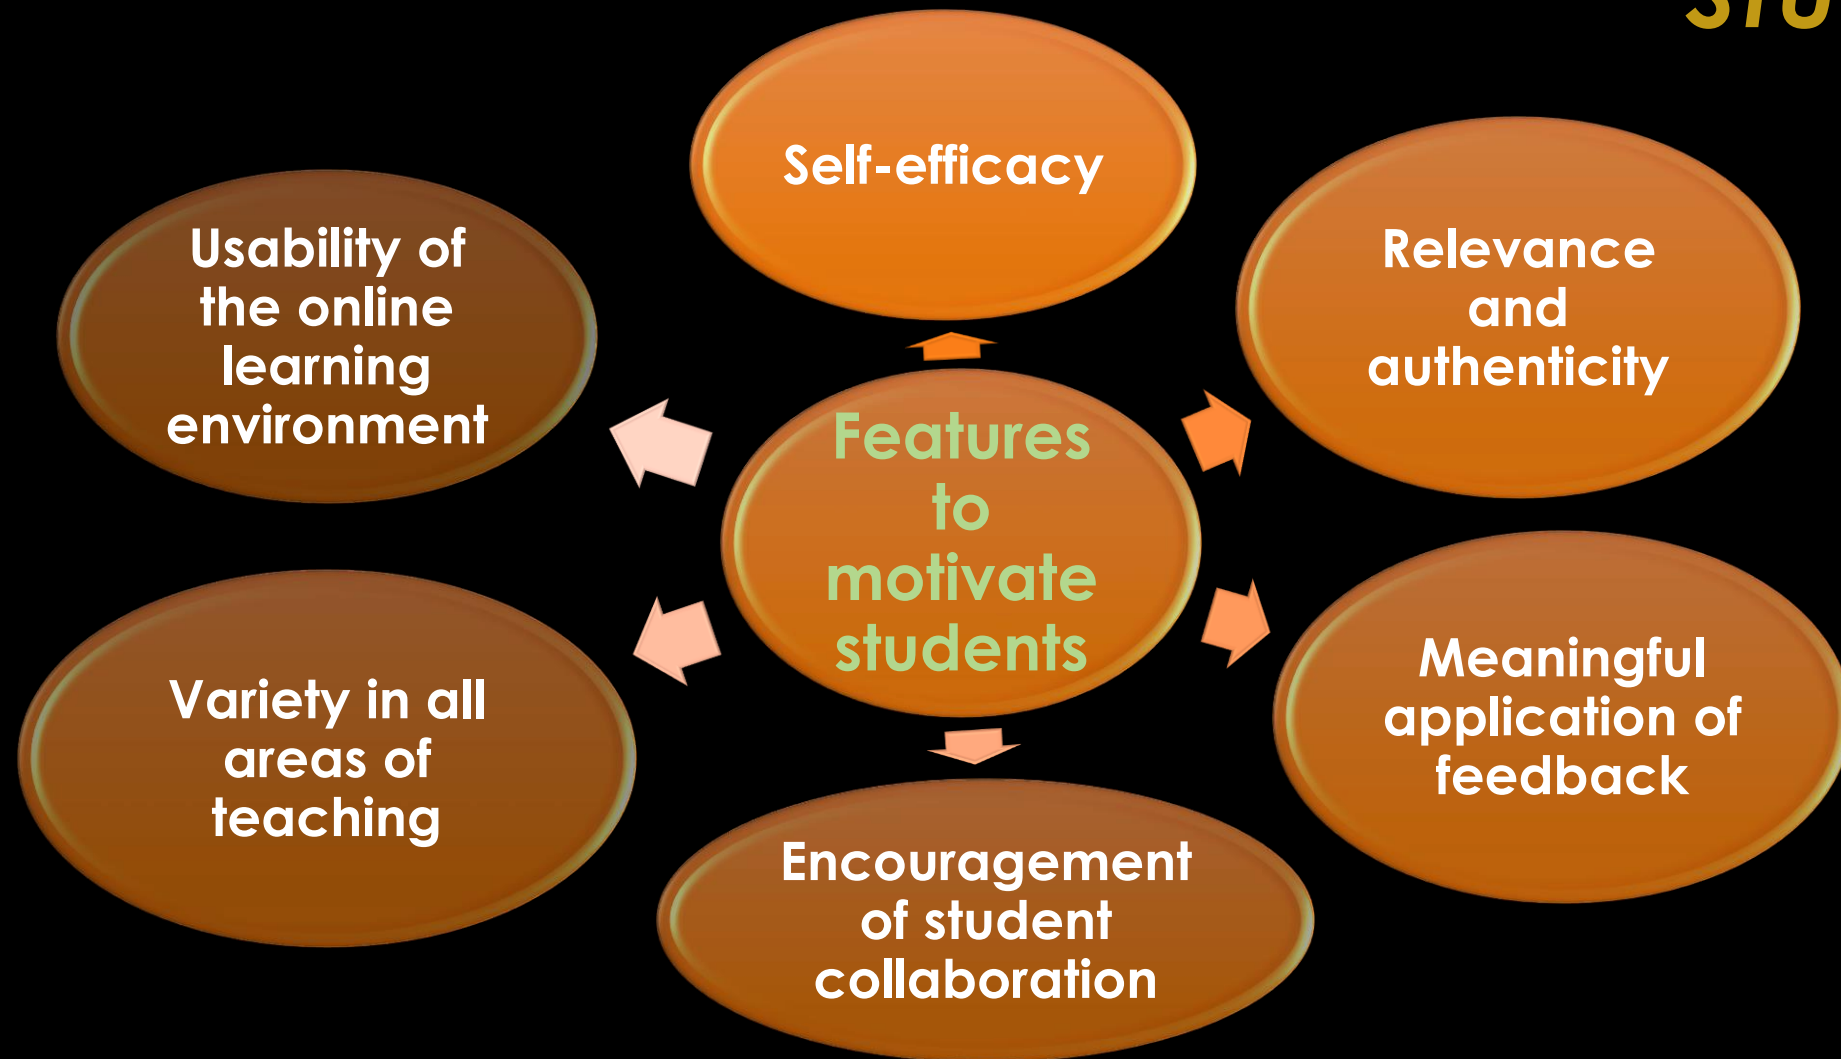 STU
Self-efficacy
Relevance
and
authenticity
Meaningful
application of
feedback
Encouragement
of student
collaboration
Variety in all
areas of
teaching
Usability of
the online
learning
environment
Features
to
motivate
students